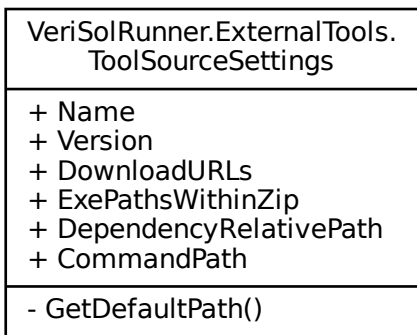 VeriSolRunner.ExternalTools.
ToolSourceSettings
+ Name
+ Version
+ DownloadURLs
+ ExePathsWithinZip
+ DependencyRelativePath
+ CommandPath
- GetDefaultPath()